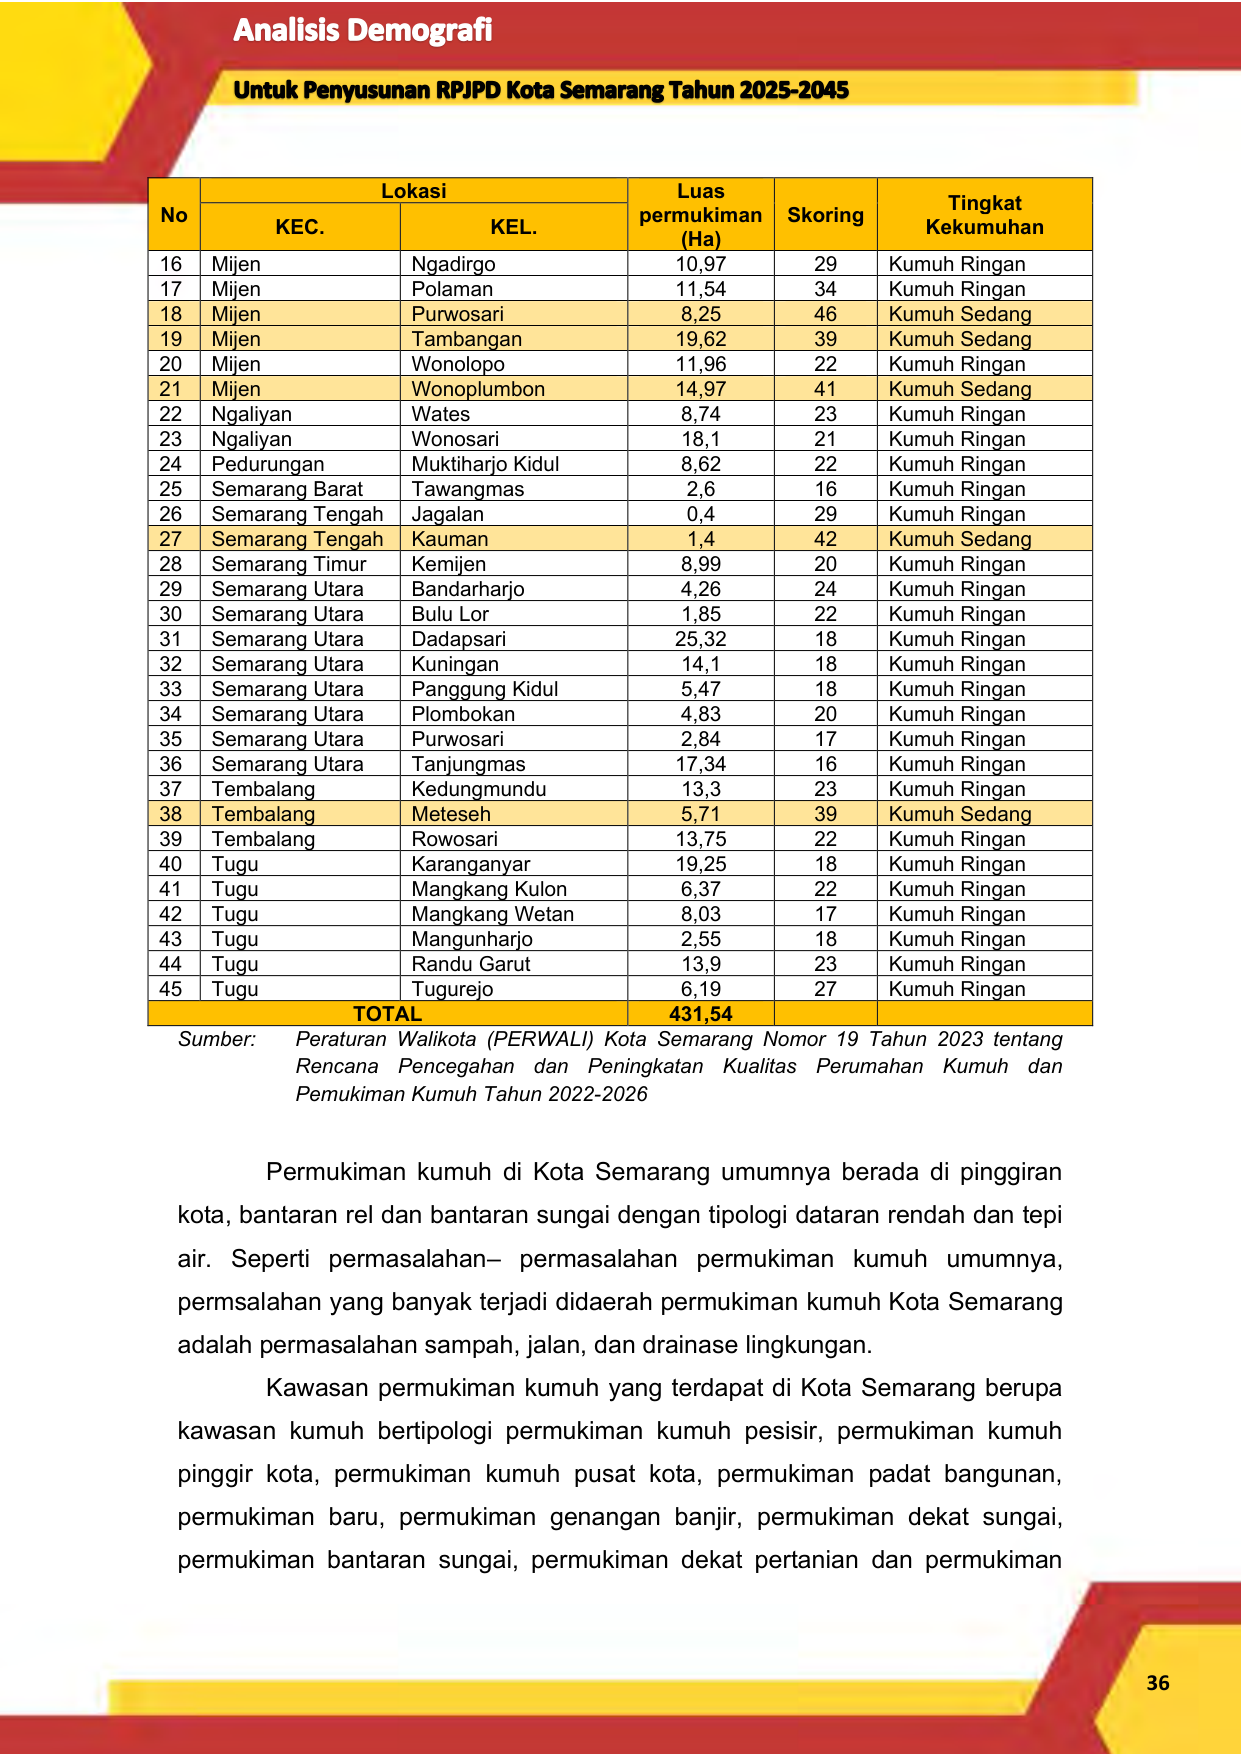 Analisis Demografi
Untuk Penyusunan RPJPD Kota Semarang Tahun 2025-2045
No Lokasi Luas permukiman (Ha) Skoring Tingkat Kekumuhan
KEC. KEL.
16 Mijen Ngadirgo 10,97 29 Kumuh Ringan
17 Mijen Polaman 11,54 34 Kumuh Ringan
18 Mijen Purwosari 8,25 46 Kumuh Sedang
19 Mijen Tambangan 19,62 39 Kumuh Sedang
20 Mijen Wonolopo 11,96 22 Kumuh Ringan
21 Mijen Wonoplumbon 14,97 41 Kumuh Sedang
22 Ngaliyan Wates 8,74 23 Kumuh Ringan
23 Ngaliyan Wonosari 18,1 21 Kumuh Ringan
24 Pedurungan Muktiharjo Kidul 8,62 22 Kumuh Ringan
25 Semarang Barat Tawangmas 2,6 16 Kumuh Ringan
26 Semarang Tengah Jagalan 0,4 29 Kumuh Ringan
27 Semarang Tengah Kauman 1,4 42 Kumuh Sedang
28 Semarang Timur Kemijen 8,99 20 Kumuh Ringan
29 Semarang Utara Bandarharjo 4,26 24 Kumuh Ringan
30 Semarang Utara Bulu Lor 1,85 22 Kumuh Ringan
31 Semarang Utara Dadapsari 25,32 18 Kumuh Ringan
32 Semarang Utara Kuningan 14,1 18 Kumuh Ringan
33 Semarang Utara Panggung Kidul 5,47 18 Kumuh Ringan
34 Semarang Utara Plombokan 4,83 20 Kumuh Ringan
35 Semarang Utara Purwosari 2,84 17 Kumuh Ringan
36 Semarang Utara Tanjungmas 17,34 16 Kumuh Ringan
37 Tembalang Kedungmundu 13,3 23 Kumuh Ringan
38 Tembalang Meteseh 5,71 39 Kumuh Sedang
39 Tembalang Rowosari 13,75 22 Kumuh Ringan
40 Tugu Karanganyar 19,25 18 Kumuh Ringan
41 Tugu Mangkang Kulon 6,37 22 Kumuh Ringan
42 Tugu Mangkang Wetan 8,03 17 Kumuh Ringan
43 Tugu Mangunharjo 2,55 18 Kumuh Ringan
44 Tugu Randu Garut 13,9 23 Kumuh Ringan
45 Tugu Tugurejo 6,19 27 Kumuh Ringan
TOTAL 431,54
Sumber: Peraturan Walikota (PERWALI) Kota Semarang Nomor 19 Tahun 2023 tentang
Rencana Pencegahan dan Peningkatan Kualitas Perumahan Kumuh dan
Pemukiman Kumuh Tahun 2022-2026
Permukiman kumuh di Kota Semarang umumnya berada di pinggiran
kota, bantaran rel dan bantaran sungai dengan tipologi dataran rendah dan tepi
air. Seperti permasalahan– permasalahan permukiman kumuh umumnya,
permsalahan yang banyak terjadi didaerah permukiman kumuh Kota Semarang
adalah permasalahan sampah, jalan, dan drainase lingkungan.
Kawasan permukiman kumuh yang terdapat di Kota Semarang berupa
kawasan kumuh bertipologi permukiman kumuh pesisir, permukiman kumuh
pinggir kota, permukiman kumuh pusat kota, permukiman padat bangunan,
permukiman baru, permukiman genangan banjir, permukiman dekat sungai,
permukiman bantaran sungai, permukiman dekat pertanian dan permukiman
36